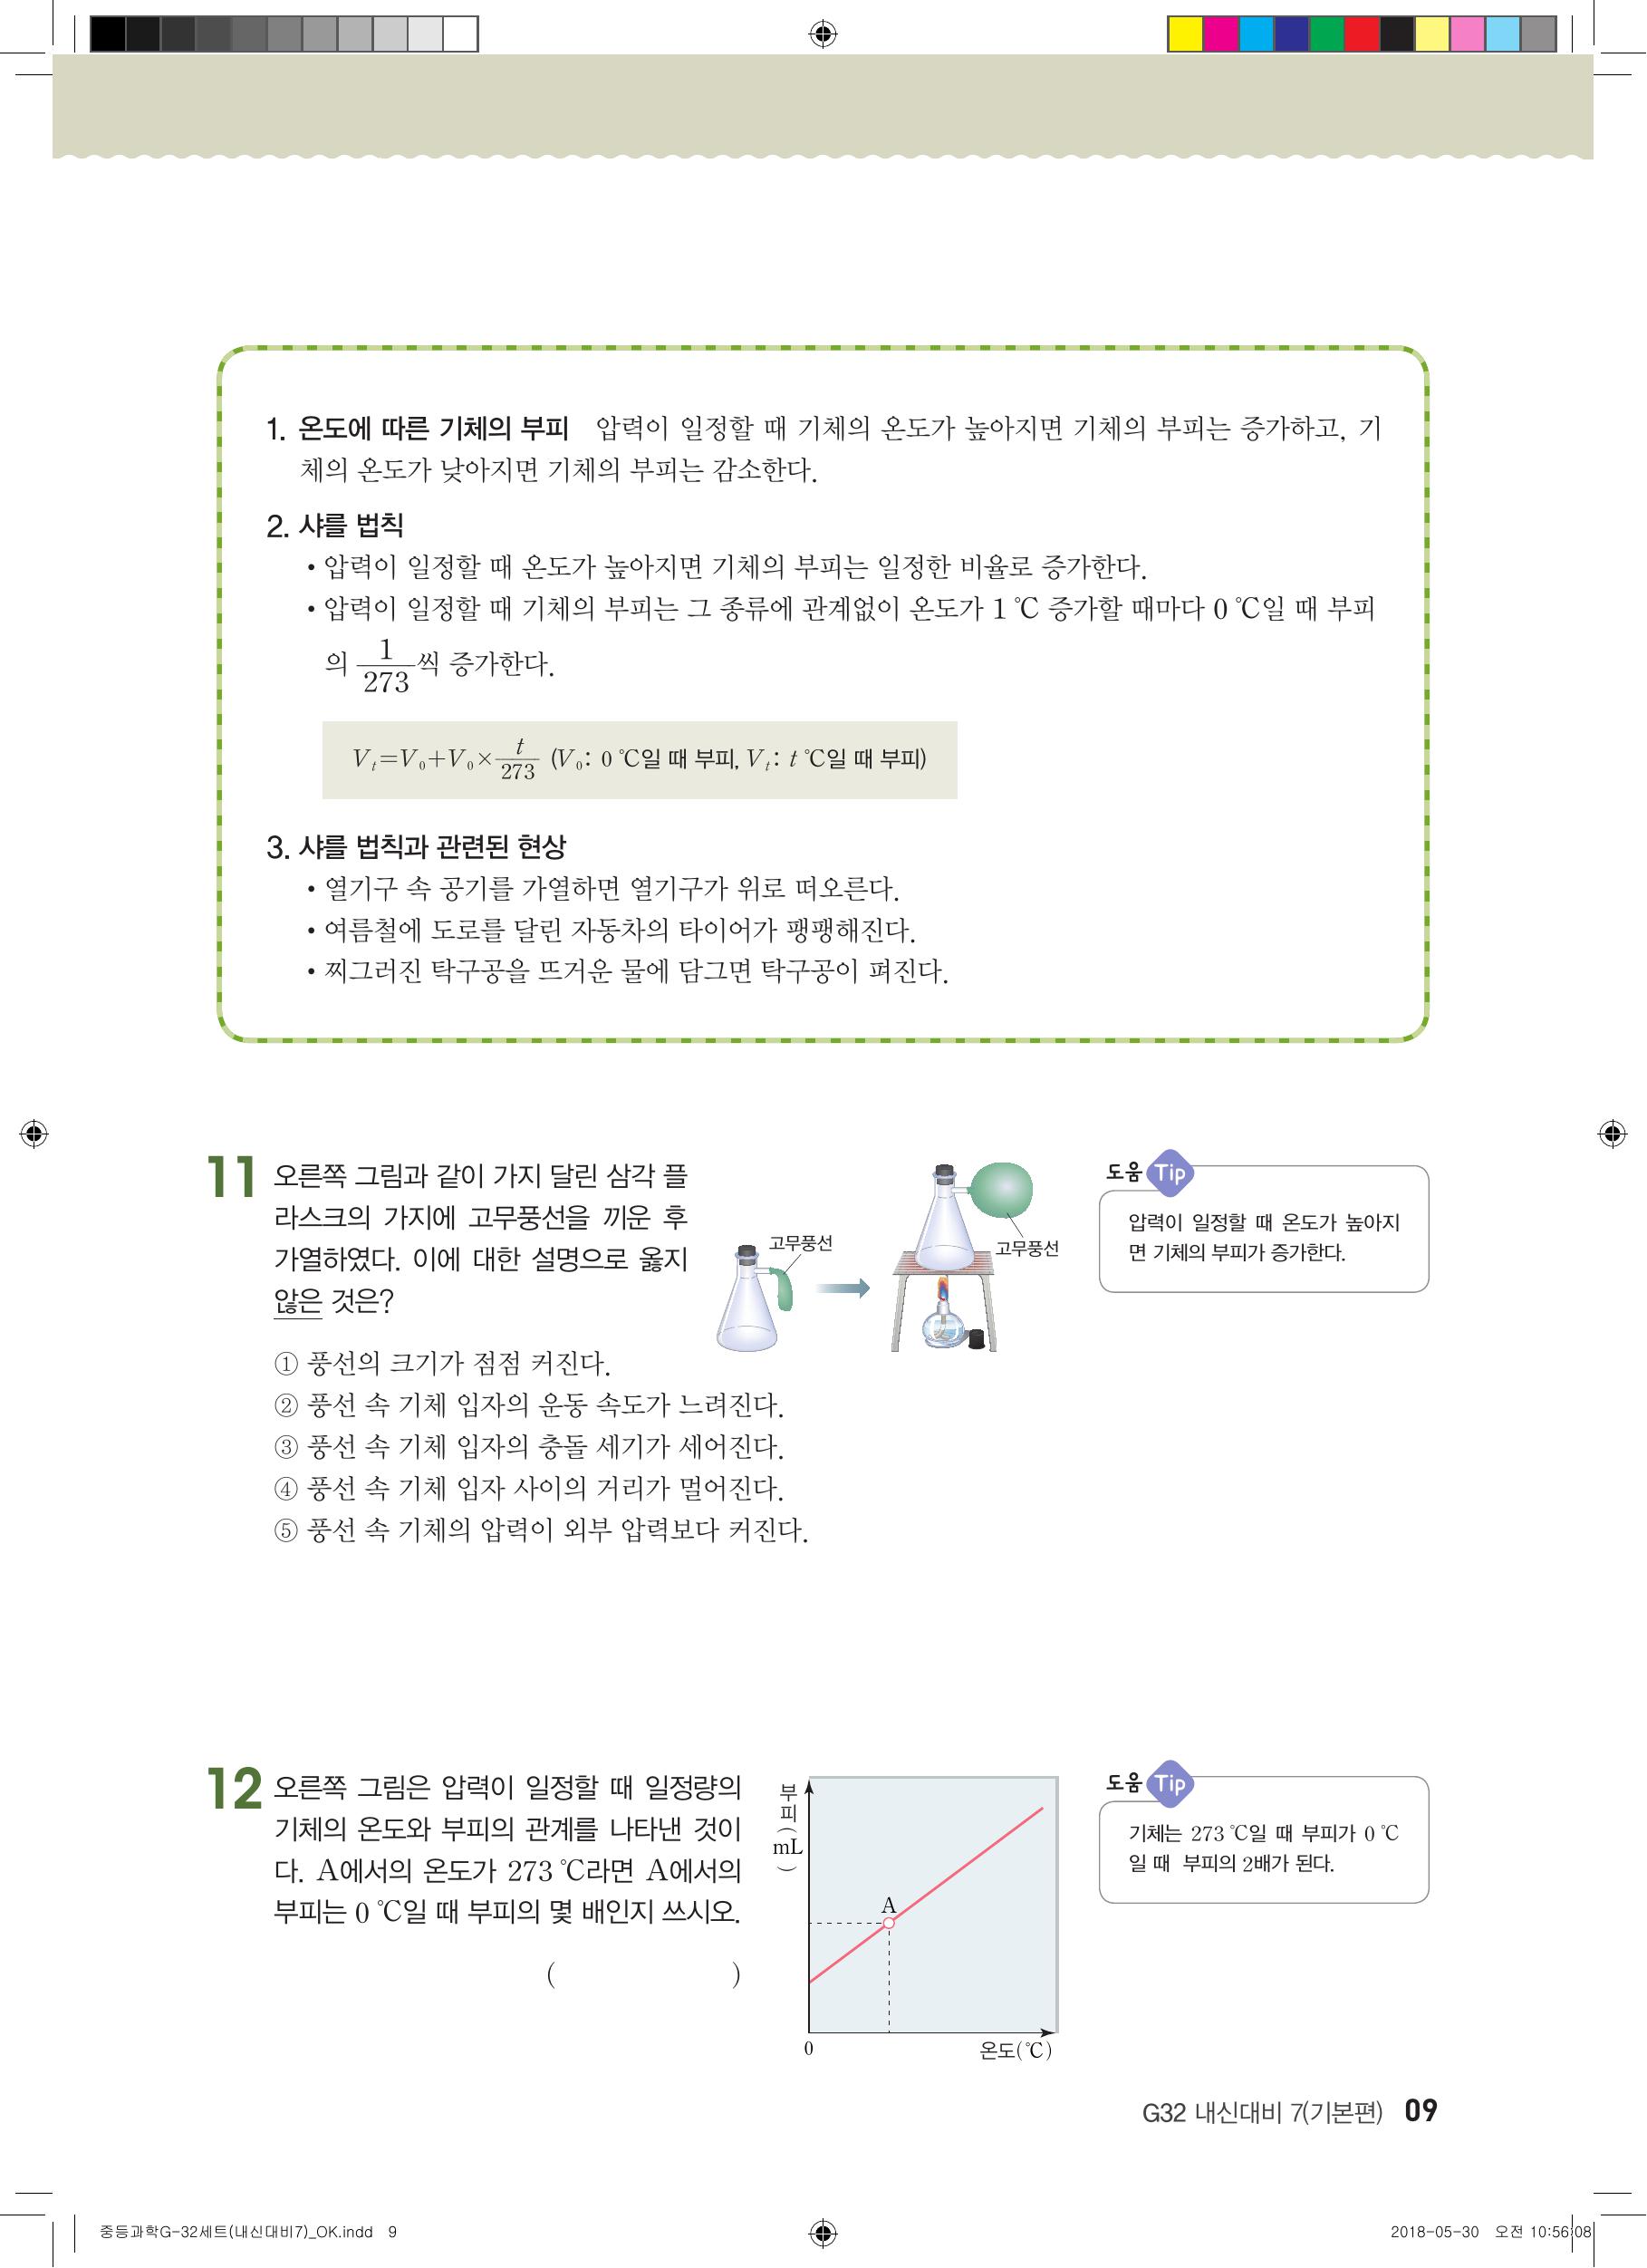 1. 온도에 따른 기체의 부피 압력이 일정할 때 기체의 온도가 높아지면 기체의 부피는 증가하고, 기
체의 온도가 낮아지면 기체의 부피는 감소한다.
2. 샤를 법칙
• 압력이 일정할 때 온도가 높아지면 기체의 부피는 일정한 비율로 증가한다.
• 압력이 일정할 때 기체의 부피는 그 종류에 관계없이 온도가 1 ℃ 증가할 때마다 0 ℃일 때 부피
의 1/273씩 증가한다.
Vₜ=V₀+V₀×t/273 (V₀: 0 ℃일 때 부피, Vₜ: t ℃일 때 부피)
3. 샤를 법칙과 관련된 현상
• 열기구 속 공기를 가열하면 열기구가 위로 떠오른다.
• 여름철에 도로를 달린 자동차의 타이어가 팽팽해진다.
• 찌그러진 탁구공을 뜨거운 물에 담그면 탁구공이 펴진다.
11 오른쪽 그림과 같이 가지 달린 삼각 플
라스크의 가지에 고무풍선을 끼운 후
가열하였다. 이에 대한 설명으로 옳지
않은 것은?
고무풍선
고무풍선
① 풍선의 크기가 점점 커진다.
② 풍선 속 기체 입자의 운동 속도가 느려진다.
③ 풍선 속 기체 입자의 충돌 세기가 세어진다.
④ 풍선 속 기체 입자 사이의 거리가 멀어진다.
⑤ 풍선 속 기체의 압력이 외부 압력보다 커진다.
도움 Tip
압력이 일정할 때 온도가 높아지
면 기체의 부피가 증가한다.
12 오른쪽 그림은 압력이 일정할 때 일정량의
기체의 온도와 부피의 관계를 나타낸 것이
다. A에서의 온도가 273 ℃라면 A에서의
부피는 0 ℃일 때 부피의 몇 배인지 쓰시오.
( )
부피(mL)
A
0
온도(℃)
도움 Tip
기체는 273 ℃일 때 부피가 0 ℃
일 때 부피의 2배가 된다.
G32 내신대비 7(기본편) 09
중등과학G-32세트(내신대비7)_OK.indd 9
2018-05-30 오전 10:56:08